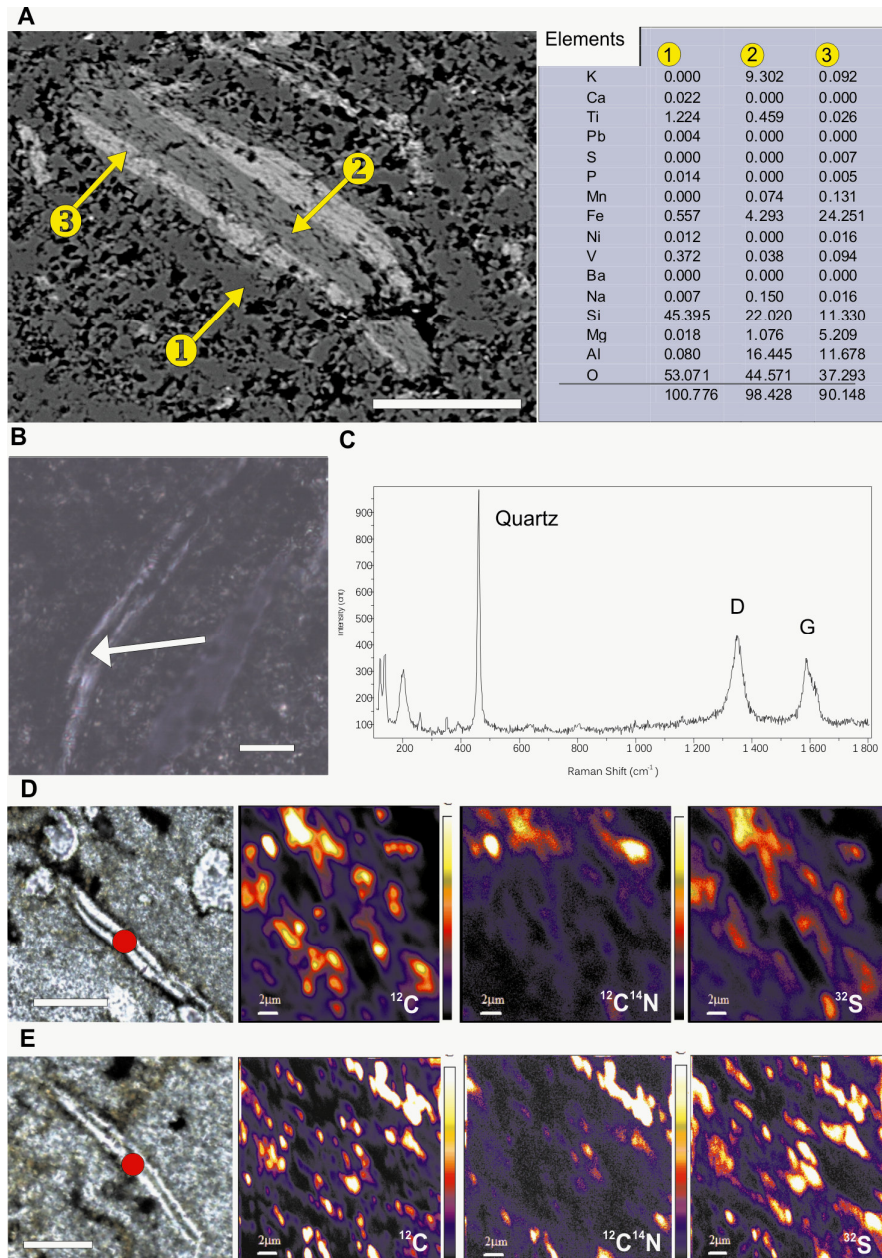 A
Elements
1 2 3
K 0.000 9.302 0.092
Ca 0.022 0.000 0.000
Ti 1.224 0.459 0.026
Pb 0.004 0.000 0.000
S 0.000 0.000 0.007
P 0.014 0.000 0.005
Mn 0.000 0.074 0.131
Fe 0.557 4.293 24.251
Ni 0.012 0.000 0.016
V 0.372 0.038 0.094
Ba 0.000 0.000 0.000
Na 0.007 0.150 0.016
Si 45.395 22.020 11.330
Mg 0.018 1.076 5.209
Al 0.080 16.445 11.678
O 53.071 44.571 37.293
100.776 98.428 90.148
2
3
1
B
C
Intensity (cnt)
900
800
700
600
500
400
300
200
100
Quartz
D
G
200 400 600 800 1 000 1 200 1 400 1 600 1 800
Raman Shift (cm-1)
D
2μm 12C
2μm 12C14N
2μm 32S
E
2μm 12C
2μm 12C14N
2μm 32S